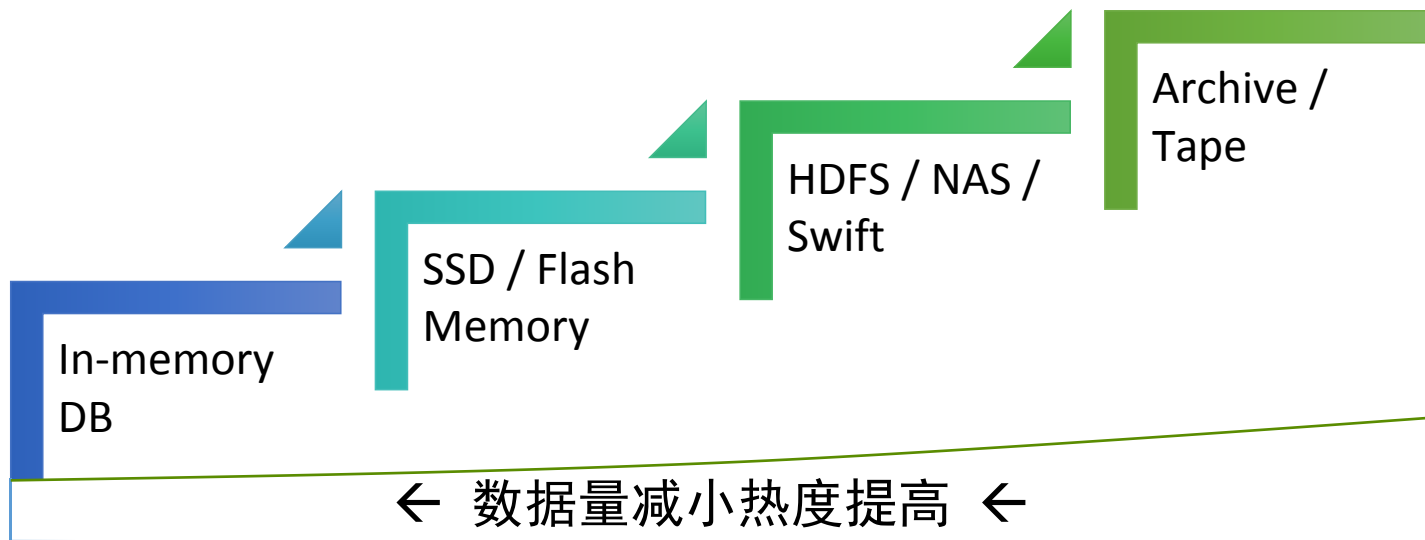 In-memory
DB
SSD / Flash
Memory
HDFS / NAS /
Swift
Archive /
Tape
← 数据量减小热度提高 ←